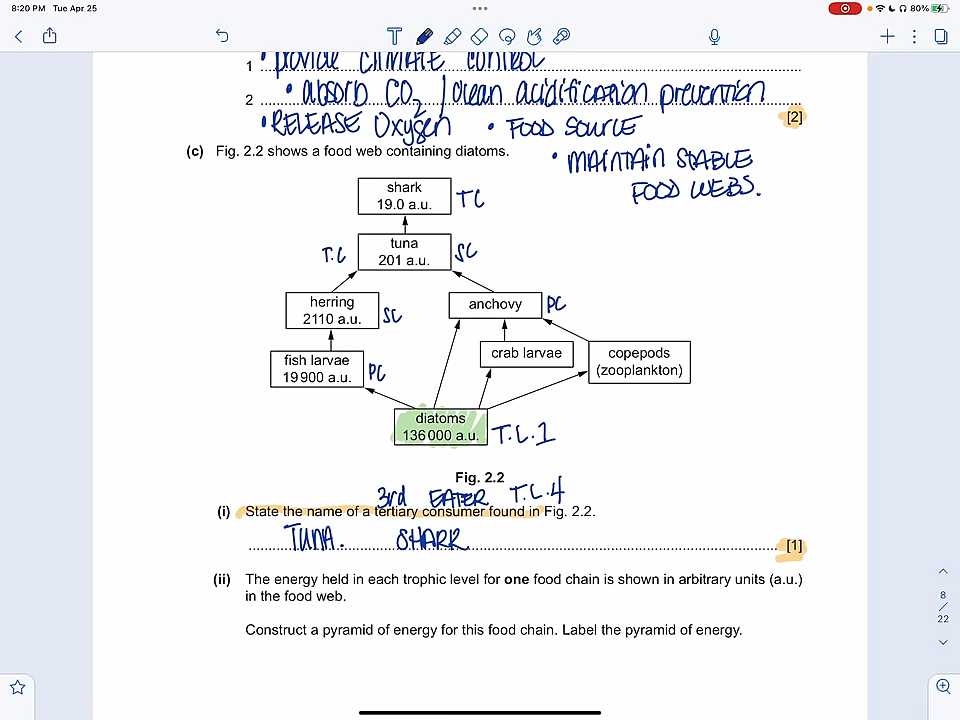 8:20 PM Tue Apr 25
80%
• provide CLIMATE control
1
• absorb CO2 / ocean acidification prevention
2
[2]
• RELEASE Oxygen • FOOD SOURCE
• MAINTAIN STABLE FOOD WEBS.
(c) Fig. 2.2 shows a food web containing diatoms.
shark
19.0 a.u.
TC
tuna
201 a.u.
T.C
SC
herring
2110 a.u.
SC
anchovy
PC
fish larvae
19 900 a.u.
PC
crab larvae
copepods
(zooplankton)
diatoms
136 000 a.u.
T.L.1
Fig. 2.2
3rd EATER T.L.4
(i) State the name of a tertiary consumer found in Fig. 2.2.
TUNA. SHARK
[1]
(ii) The energy held in each trophic level for one food chain is shown in arbitrary units (a.u.)
in the food web.
Construct a pyramid of energy for this food chain. Label the pyramid of energy.
8
/
22